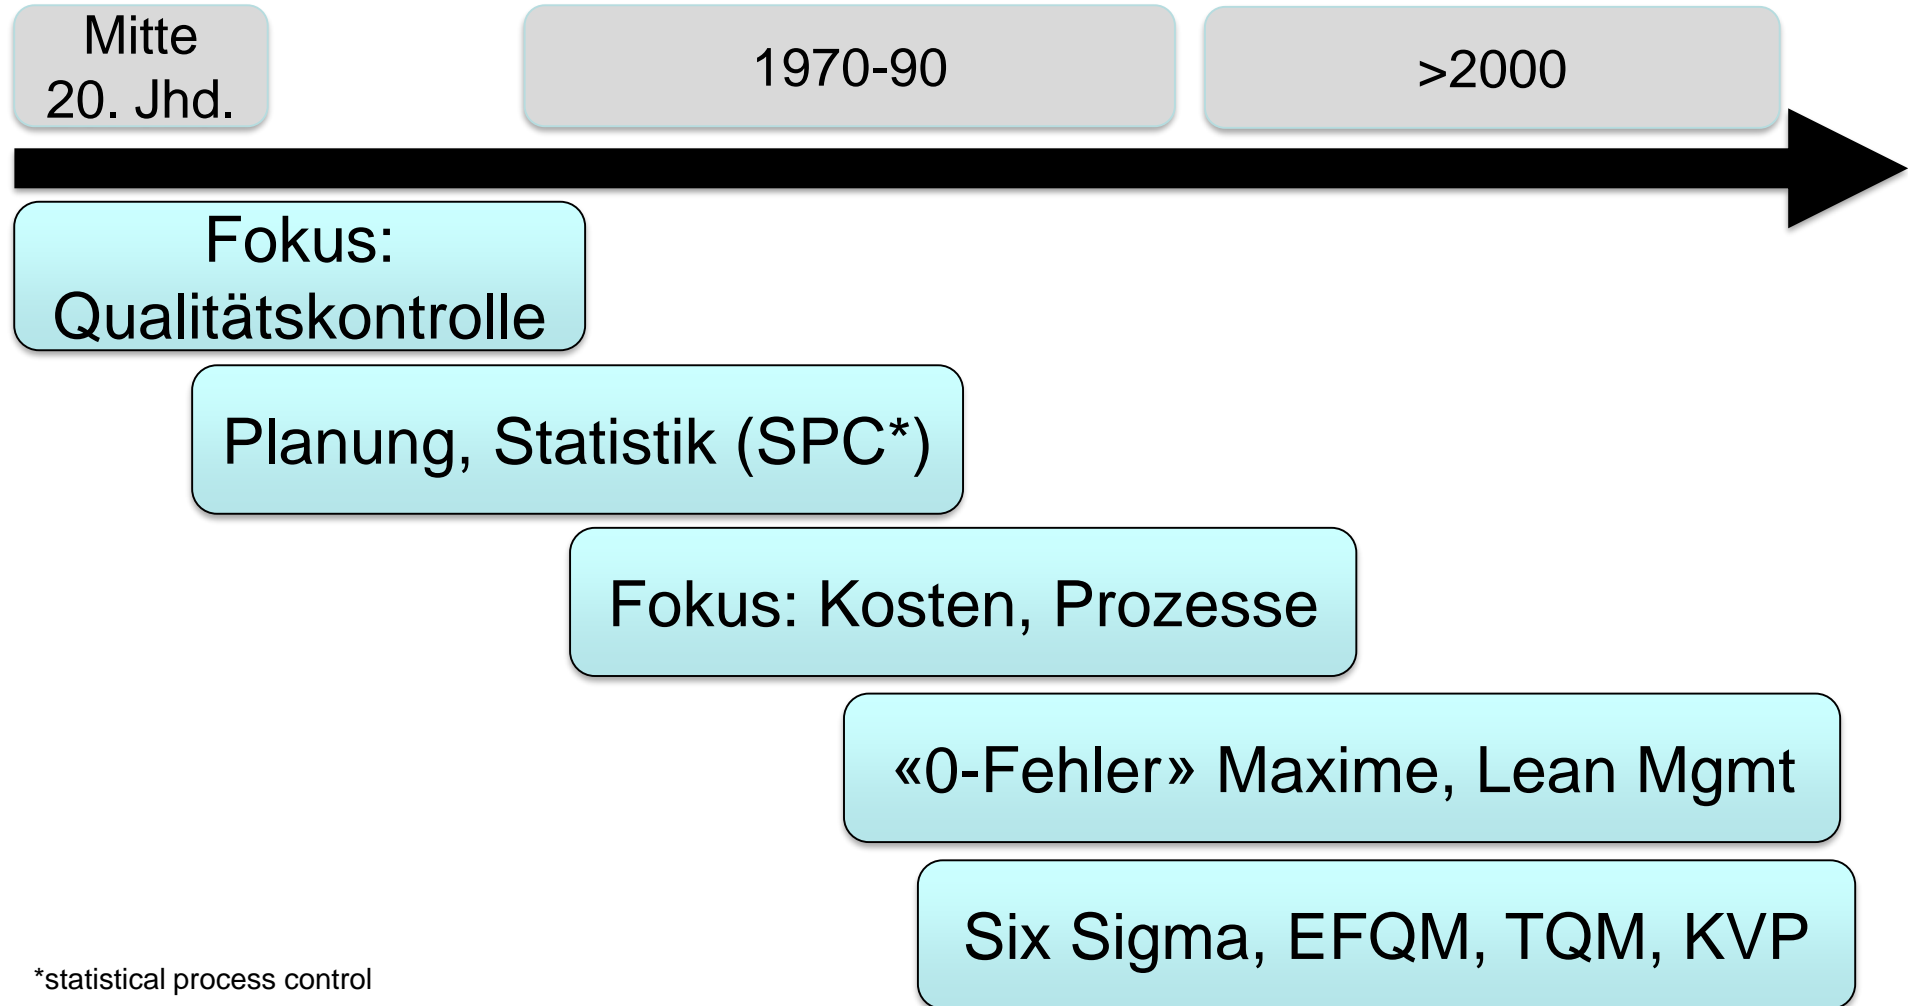 Mitte
20. Jhd.
1970-90
>2000
Fokus:
Qualitätskontrolle
Planung, Statistik (SPC*)
Fokus: Kosten, Prozesse
«0-Fehler» Maxime, Lean Mgmt
Six Sigma, EFQM, TQM, KVP
*statistical process control